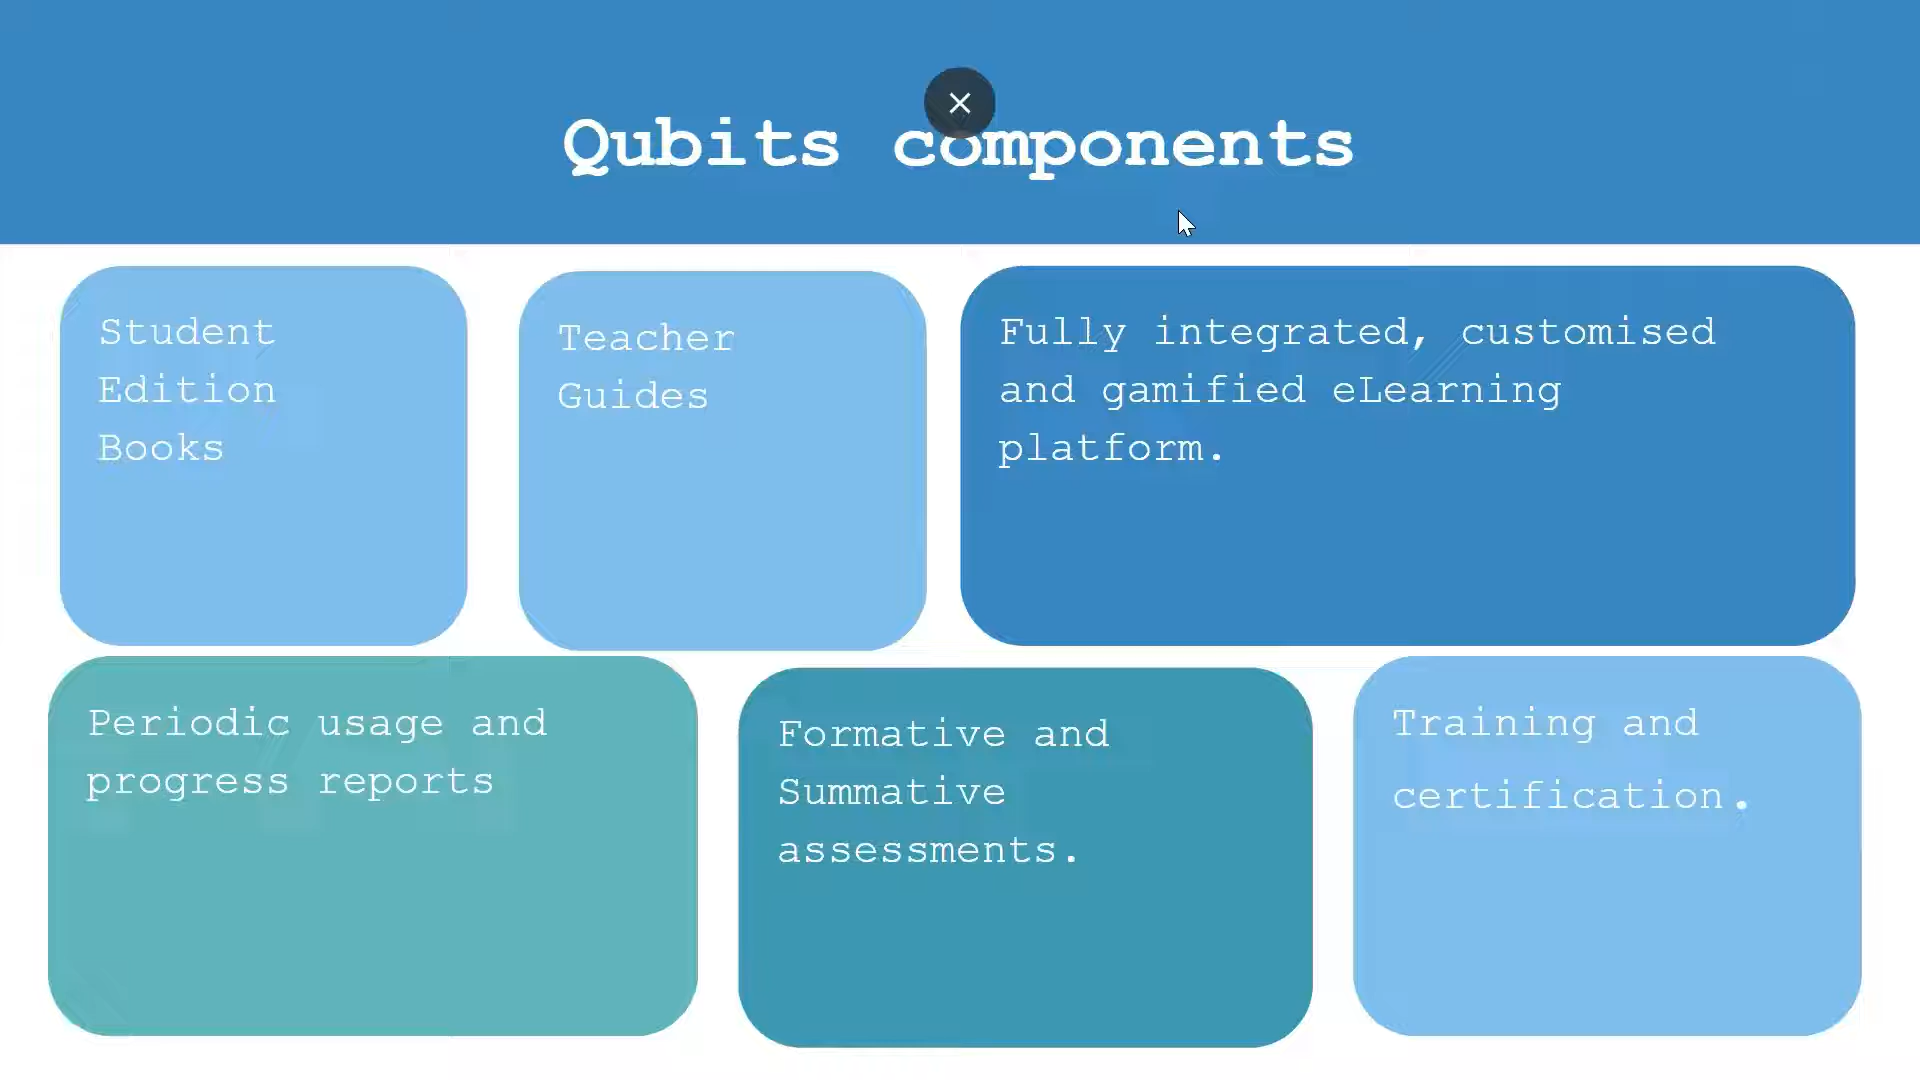 Qubits components
Student
Edition
Books
Teacher
Guides
Fully integrated, customised
and gamified eLearning
platform.
Periodic usage and
progress reports
Formative and
Summative
assessments.
Training and
certification.